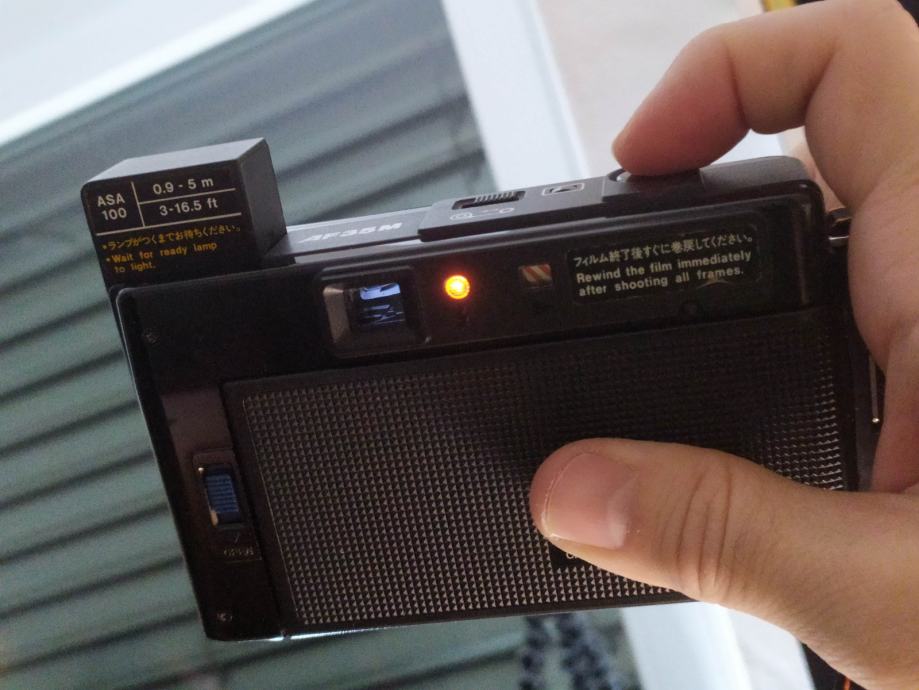 ASA
100
0.9 - 5 m
3-16.5 ft
•ランプがつくまでお待ちください。
•Wait for ready lamp
to light.
AF35M
フィルム終了後すぐに巻戻してください。
Rewind the film immediately
after shooting all frames.
OPEN